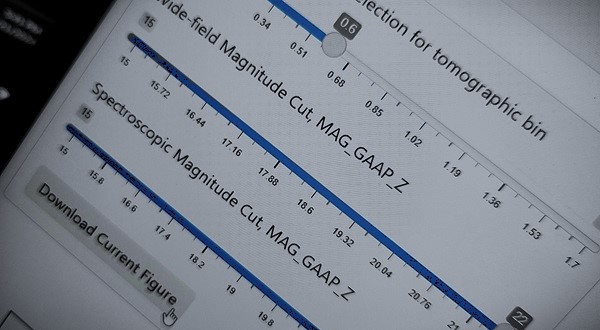 election for tomographic bin
0.6
0.34 0.51 0.68 0.85 1.02 1.19 1.36 1.53 1.7
Wide-field Magnitude Cut, MAG_GAAP_Z
15
15 15.72 16.44 17.16 17.88 18.6 19.32 20.04 20.76
Spectroscopic Magnitude Cut, MAG_GAAP_Z
15
22
15 15.8 16.6 17.4 18.2 19 19.8
Download Current Figure